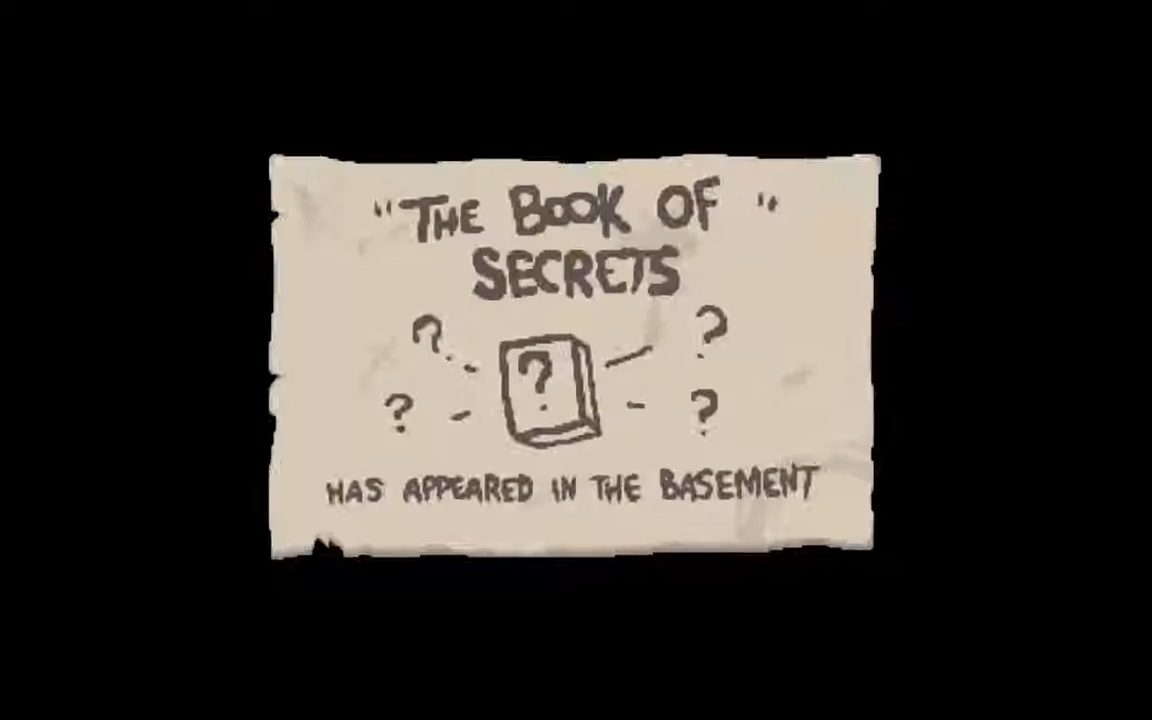 "THE BOOK OF "
SECRETS
? ?
?
? ?
HAS APPEARED IN THE BASEMENT